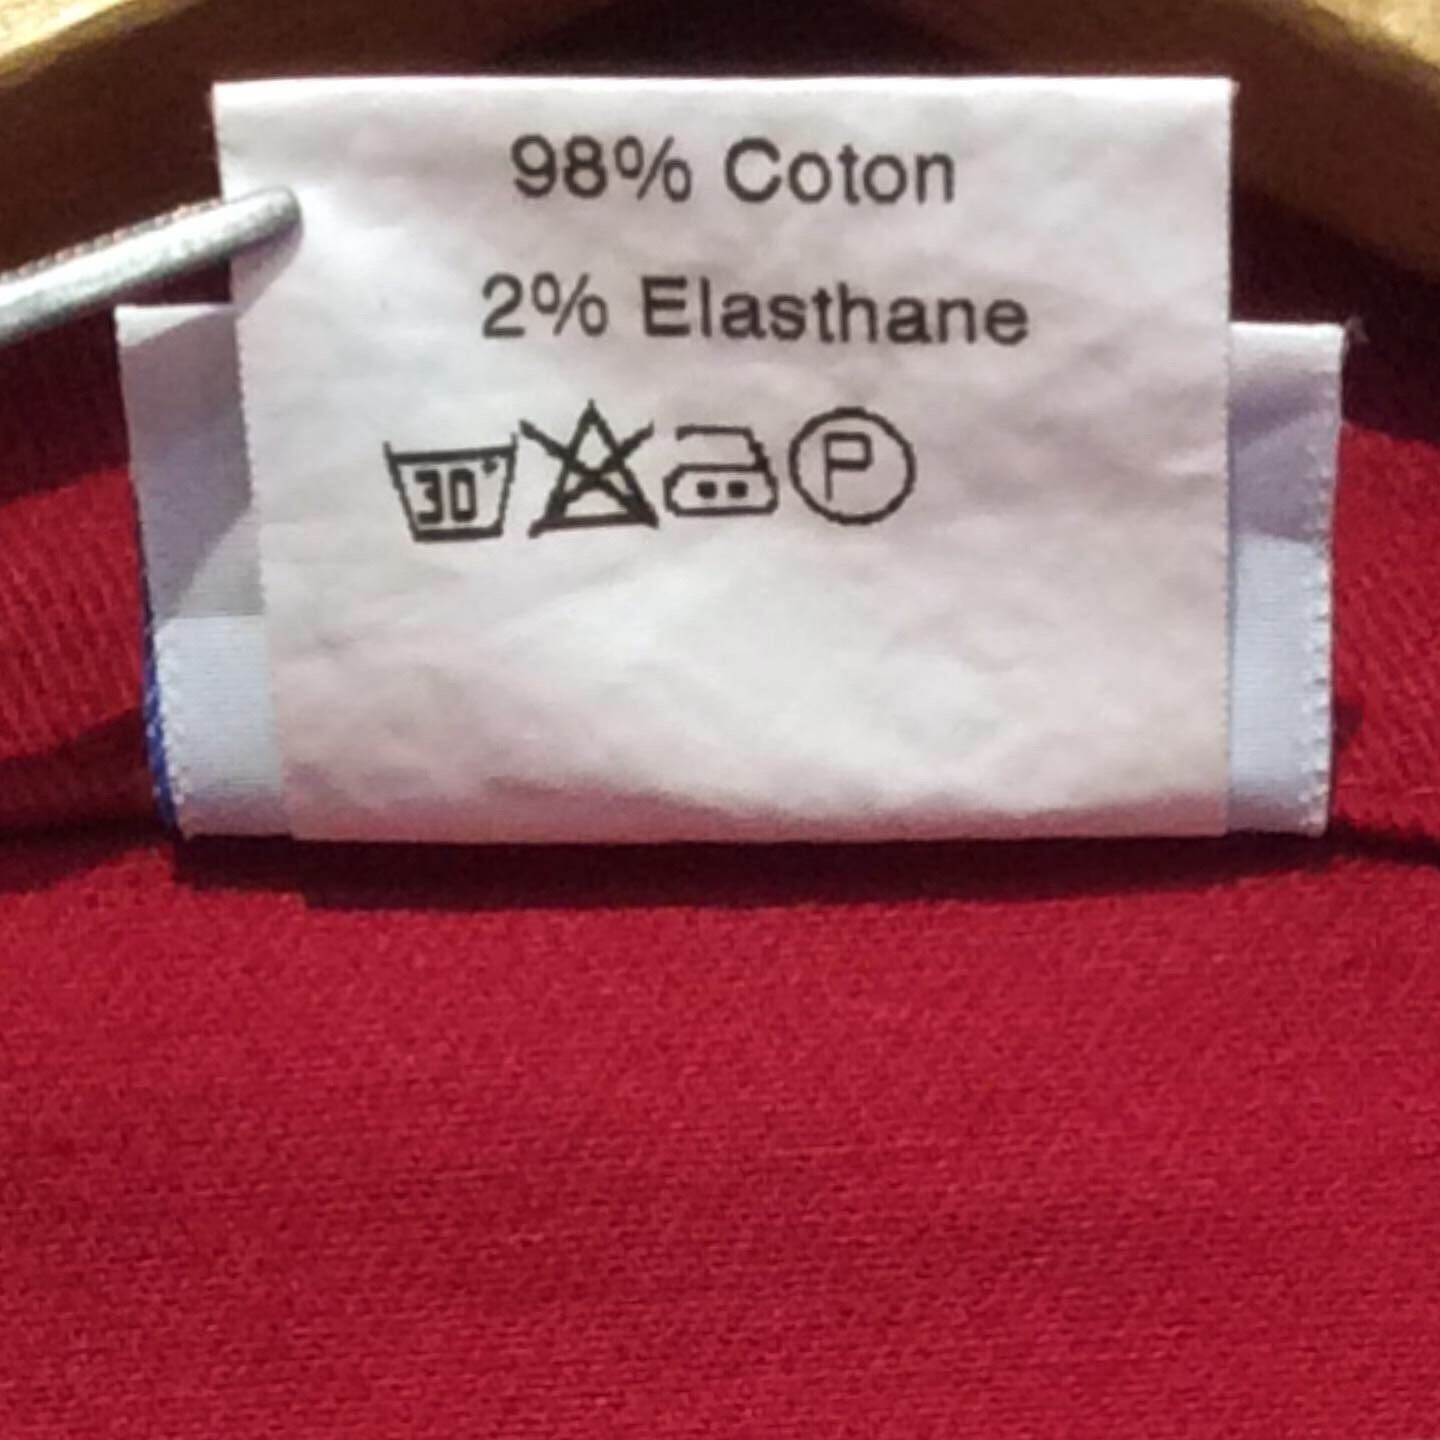 98% Coton
2% Elasthane
30° P